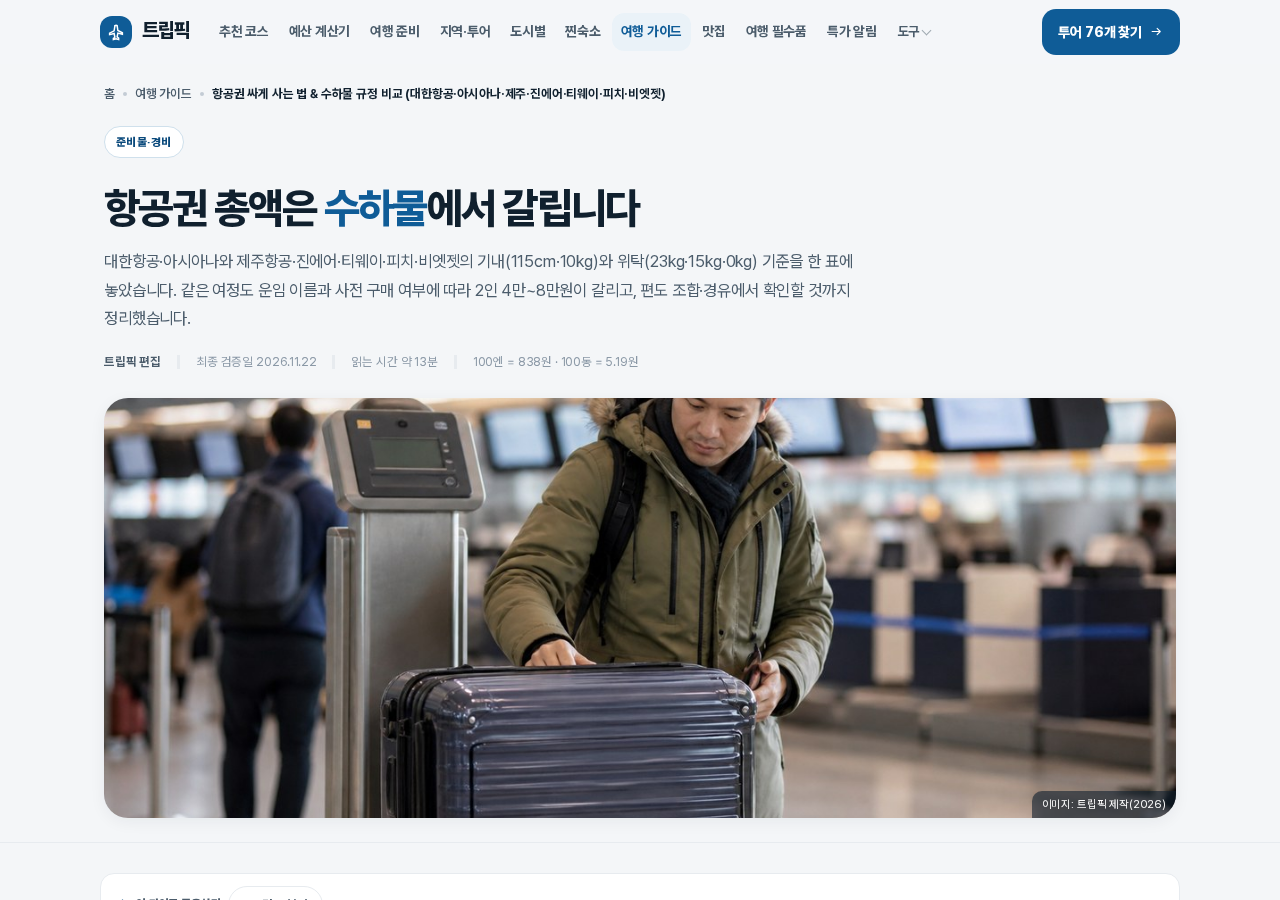 트립픽
추천 코스
예산 계산기
여행 준비
지역·투어
도시별
찐숙소
여행 가이드
맛집
여행 필수품
특가 알림
도구
투어 76개 찾기 →
홈 • 여행 가이드 • 항공권 싸게 사는 법 & 수하물 규정 비교 (대한항공·아시아나·제주·진에어·티웨이·피치·비엣젯)
준비물·경비
항공권 총액은 수하물에서 갈립니다
대한항공·아시아나와 제주항공·진에어·티웨이·피치·비엣젯의 기내(115cm·10kg)와 위탁(23kg·15kg·0kg) 기준을 한 표에
놓았습니다. 같은 여정도 운임 이름과 사전 구매 여부에 따라 2인 4만~8만원이 갈리고, 편도 조합·경유에서 확인할 것까지
정리했습니다.
트립픽 편집
최종 검증일 2026.11.22
읽는 시간 약 13분
100엔 = 838원 · 100동 = 5.19원
이미지: 트립픽 제작(2026)